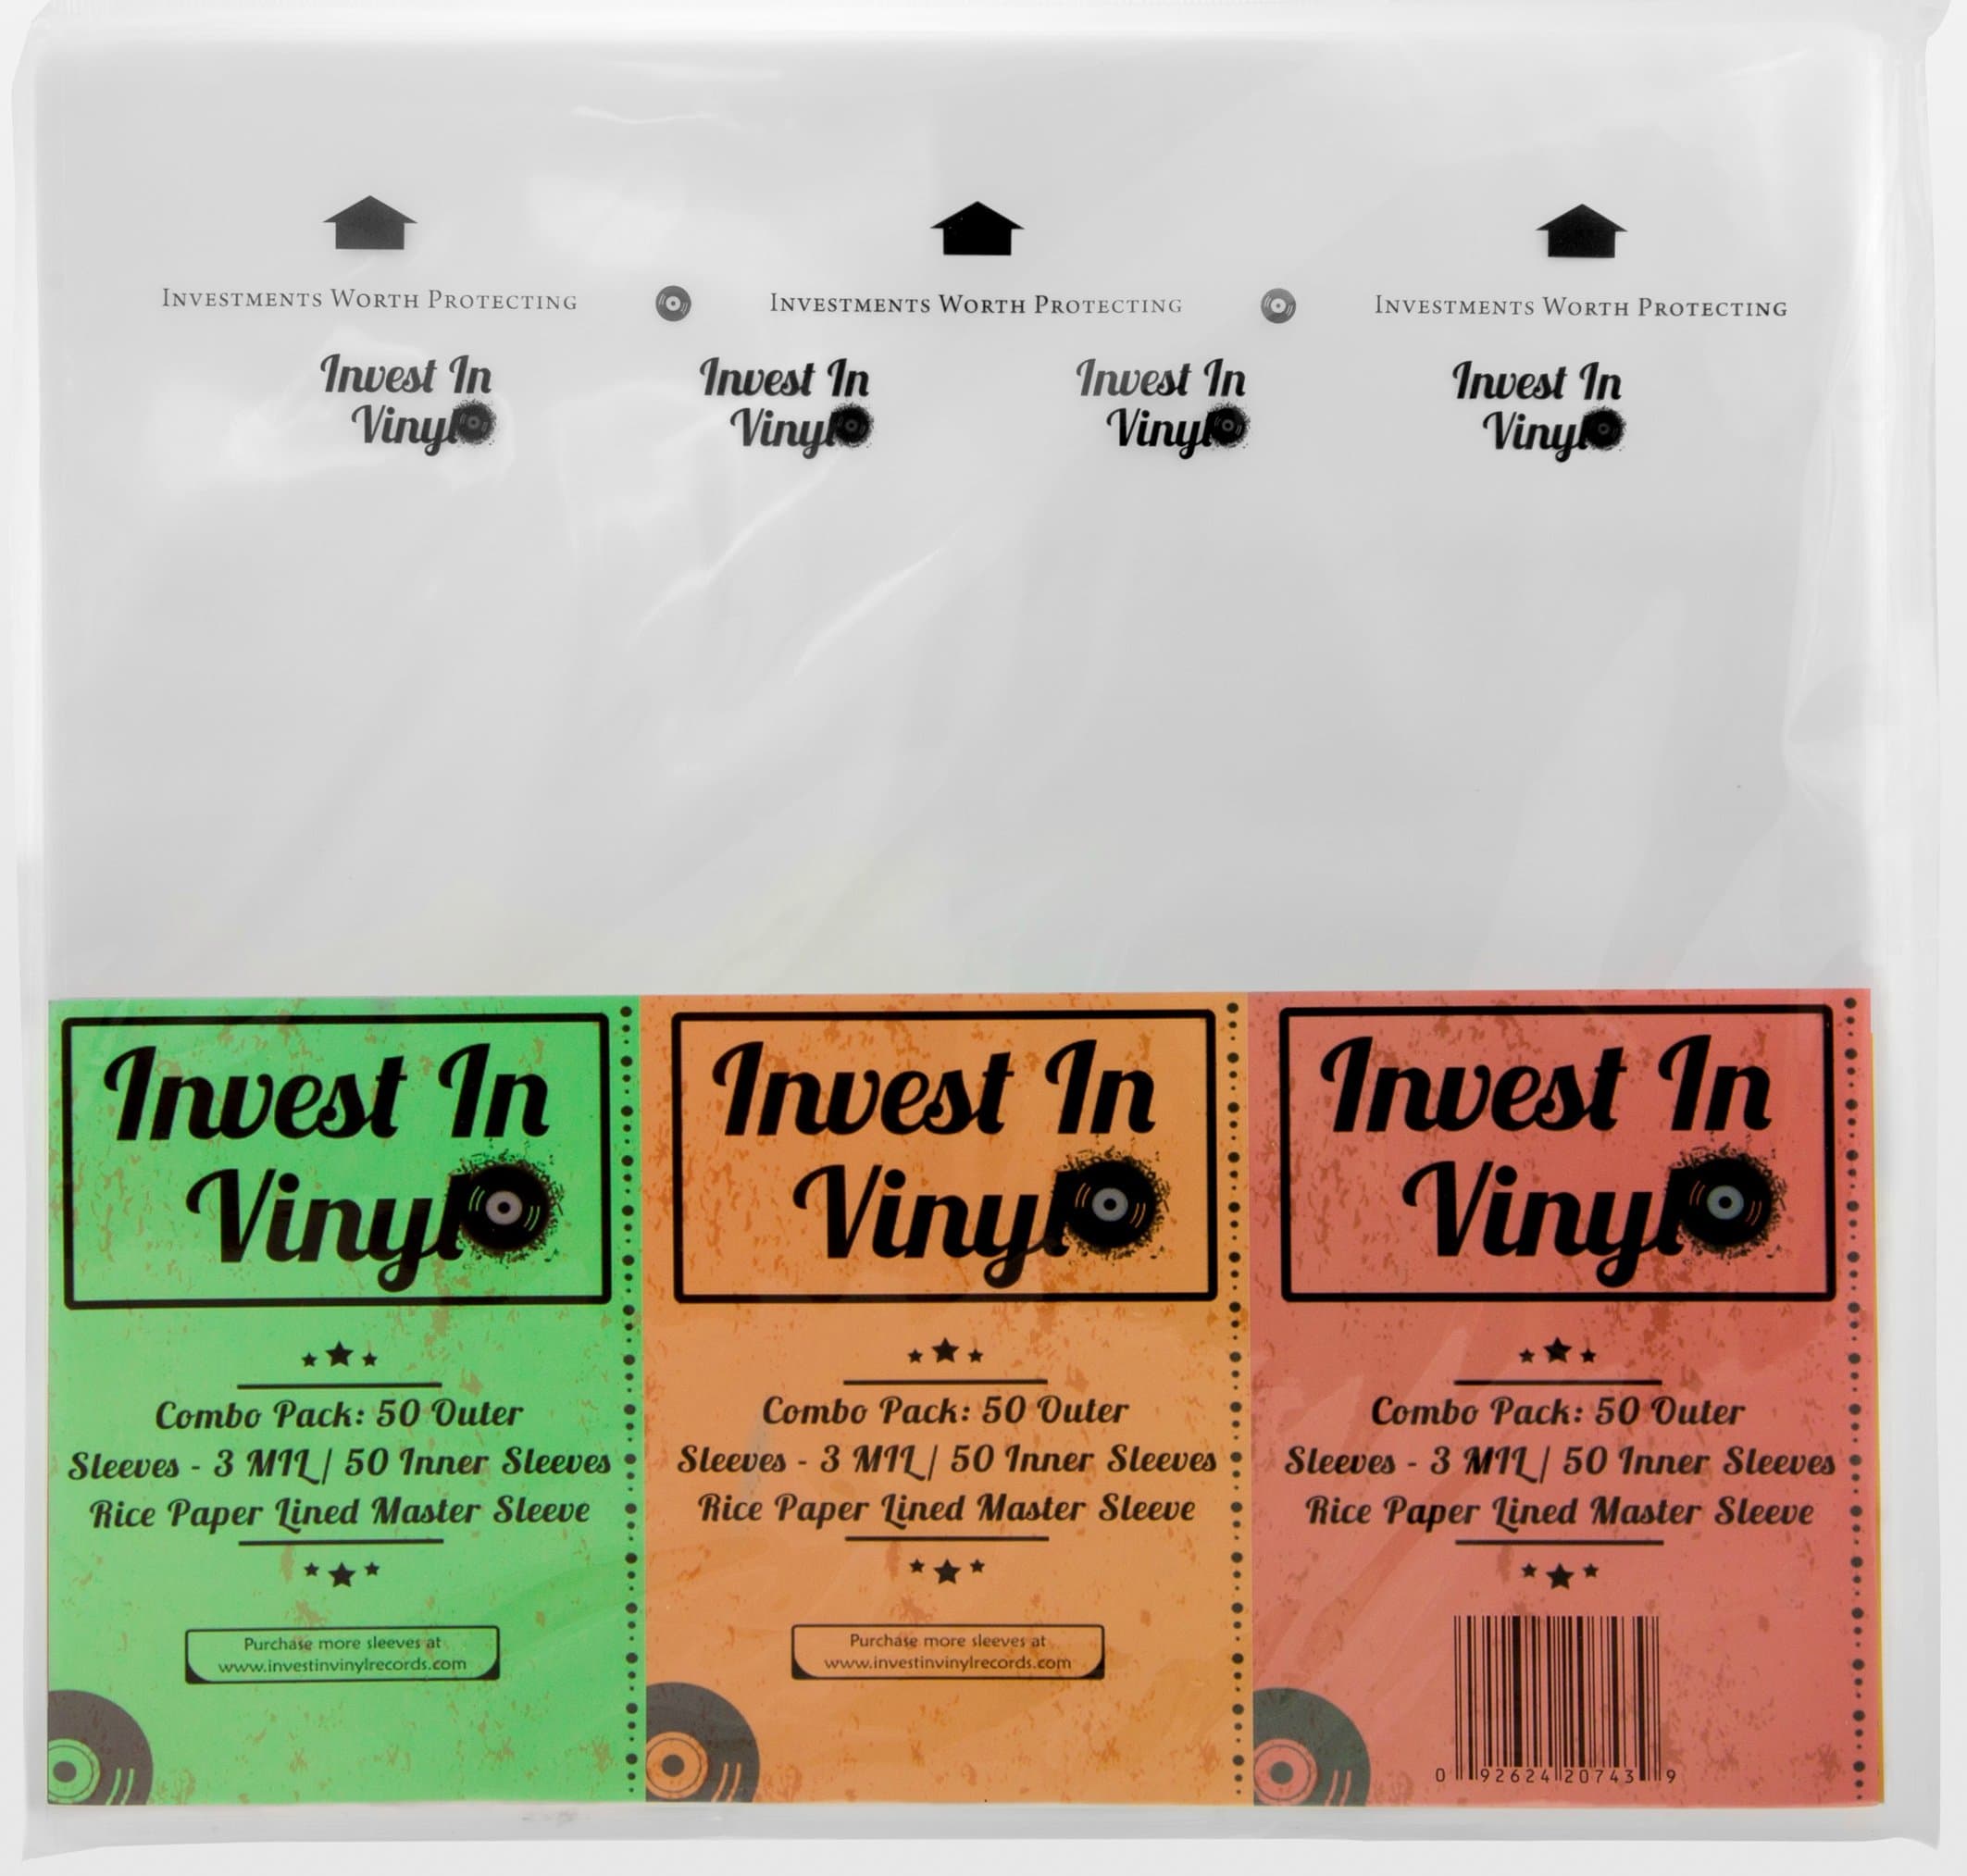 Investments Worth Protecting Investments Worth Protecting Investments Worth Protecting
Invest In
Vinyl
Invest In
Vinyl
Invest In
Vinyl
Invest In
Vinyl
Invest In
Vinyl
Combo Pack: 50 Outer
Sleeves - 3 MIL/ 50 Inner Sleeves
Rice Paper Lined Master Sleeve
Purchase more sleeves at
www.investinvinylrecords.com
Invest In
Vinyl
Combo Pack: 50 Outer
Sleeves - 3 MIL/ 50 Inner Sleeves
Rice Paper Lined Master Sleeve
Purchase more sleeves at
www.investinvinylrecords.com
Invest In
Vinyl
Combo Pack: 50 Outer
Sleeves - 3 MIL/ 50 Inner Sleeves
Rice Paper Lined Master Sleeve
0 92624 20743 9